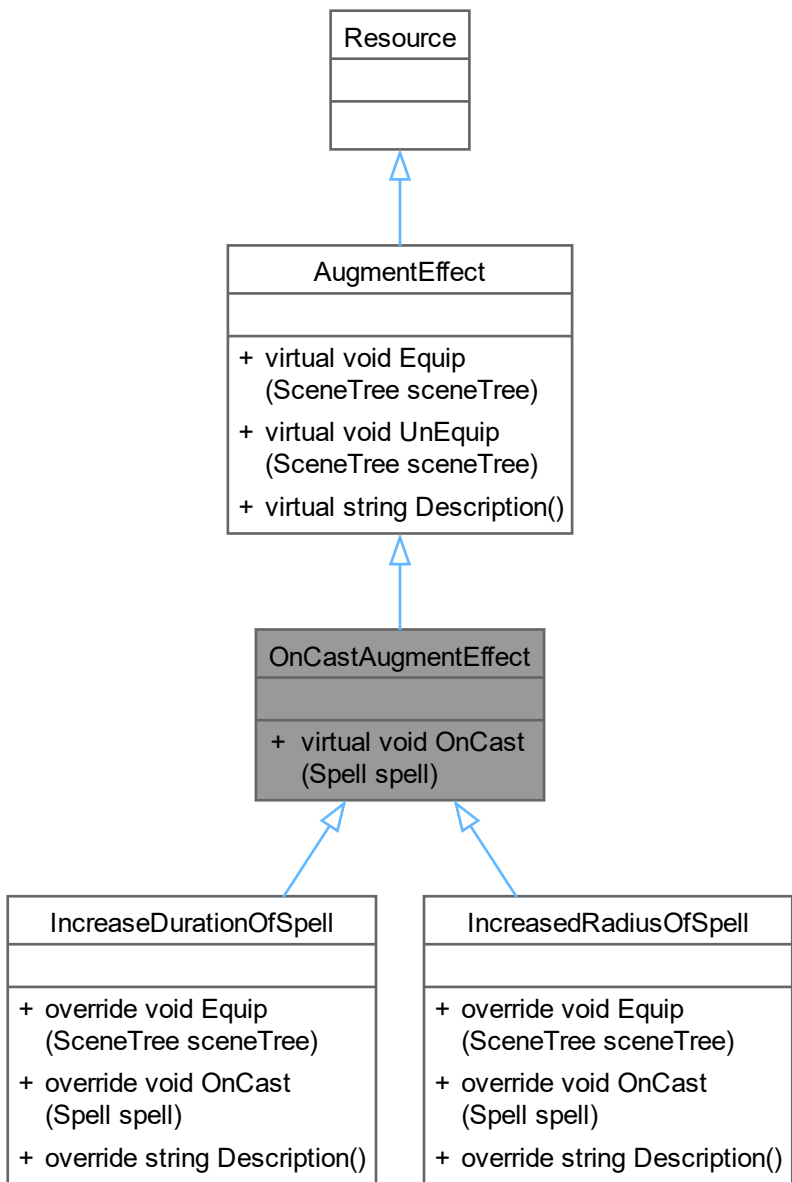 Resource
AugmentEffect
+ virtual void Equip
(SceneTree sceneTree)
+ virtual void UnEquip
(SceneTree sceneTree)
+ virtual string Description()
OnCastAugmentEffect
+ virtual void OnCast
(Spell spell)
IncreaseDurationOfSpell
+ override void Equip
(SceneTree sceneTree)
+ override void OnCast
(Spell spell)
+ override string Description()
IncreasedRadiusOfSpell
+ override void Equip
(SceneTree sceneTree)
+ override void OnCast
(Spell spell)
+ override string Description()